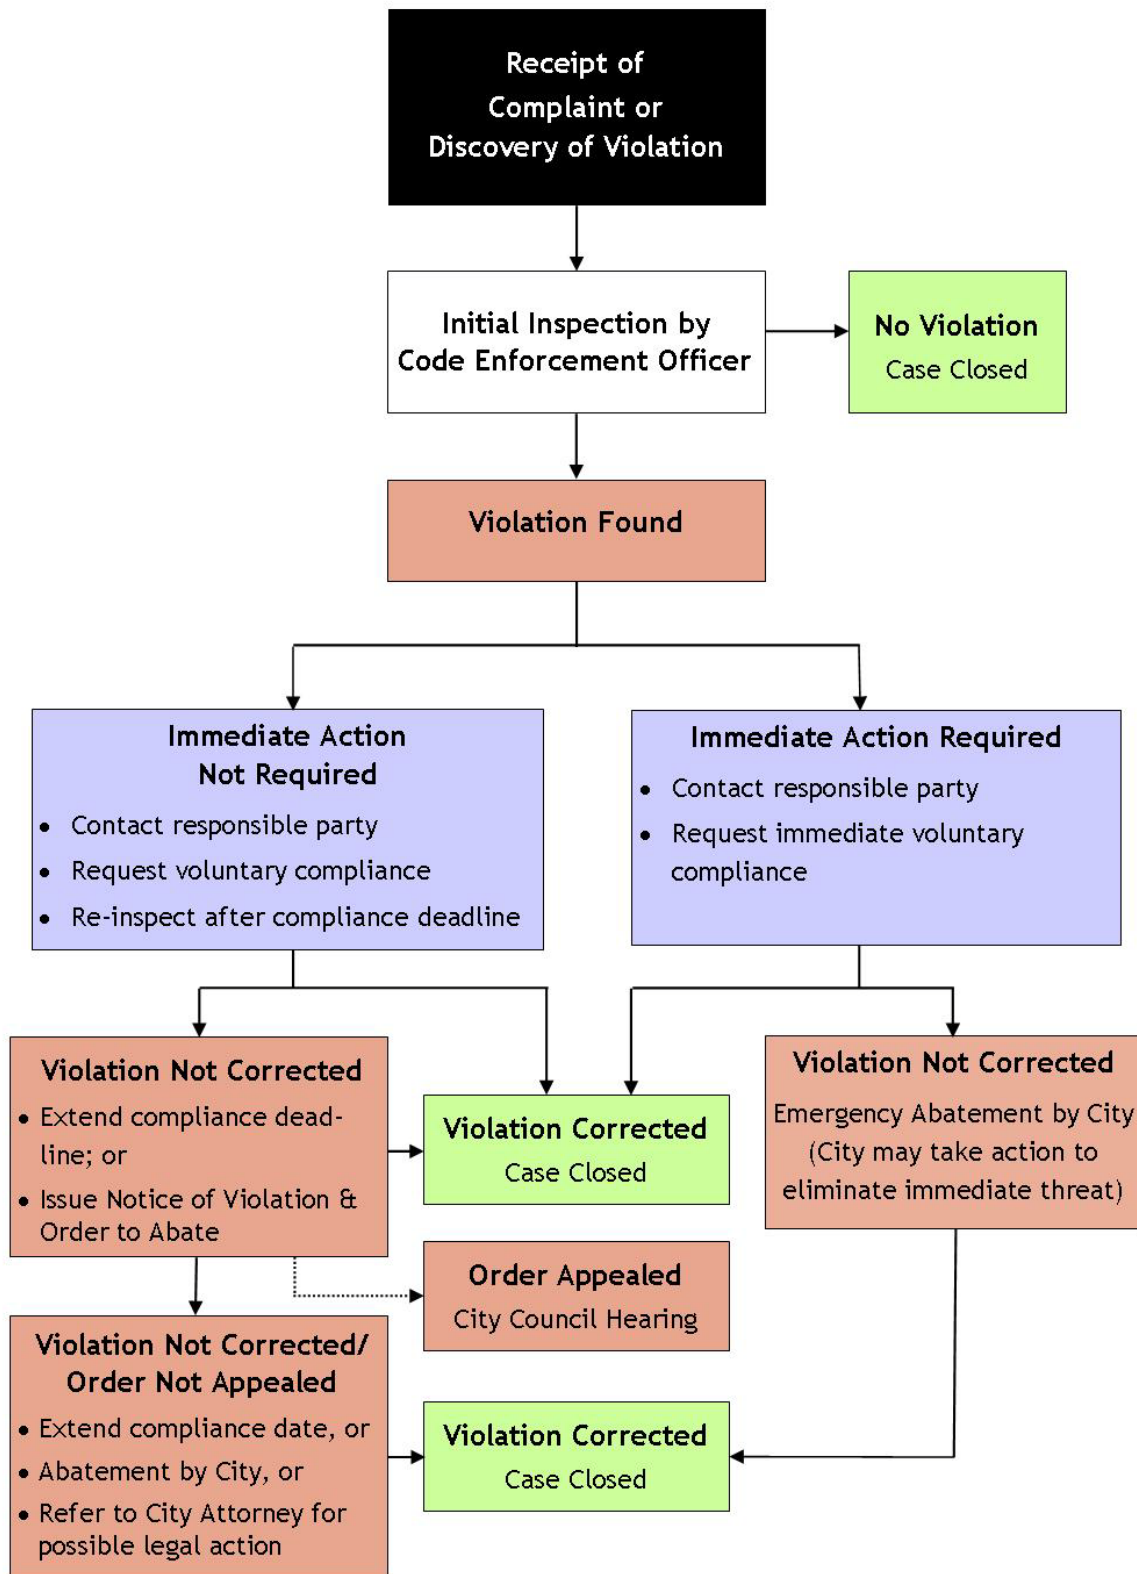 Receipt of
Complaint or
Discovery of Violation
Initial Inspection by
Code Enforcement Officer
No Violation
Case Closed
Violation Found
Immediate Action
Not Required
• Contact responsible party
• Request voluntary compliance
• Re-inspect after compliance deadline
Immediate Action Required
• Contact responsible party
• Request immediate voluntary
compliance
Violation Not Corrected
• Extend compliance dead-
line; or
• Issue Notice of Violation &
Order to Abate
Violation Corrected
Case Closed
Violation Not Corrected
Emergency Abatement by City
(City may take action to
eliminate immediate threat)
Order Appealed
City Council Hearing
Violation Not Corrected/
Order Not Appealed
• Extend compliance date, or
• Abatement by City, or
• Refer to City Attorney for
possible legal action
Violation Corrected
Case Closed